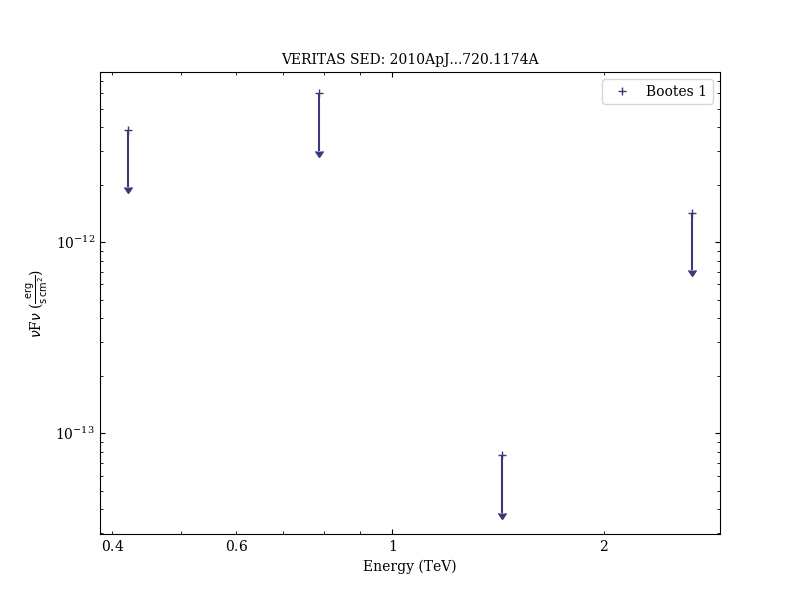 VERITAS SED: 2010ApJ...720.1174A
Bootes 1
10⁻¹²
10⁻¹³
νFν (erg/s cm²)
0.4 0.6 1 2
Energy (TeV)